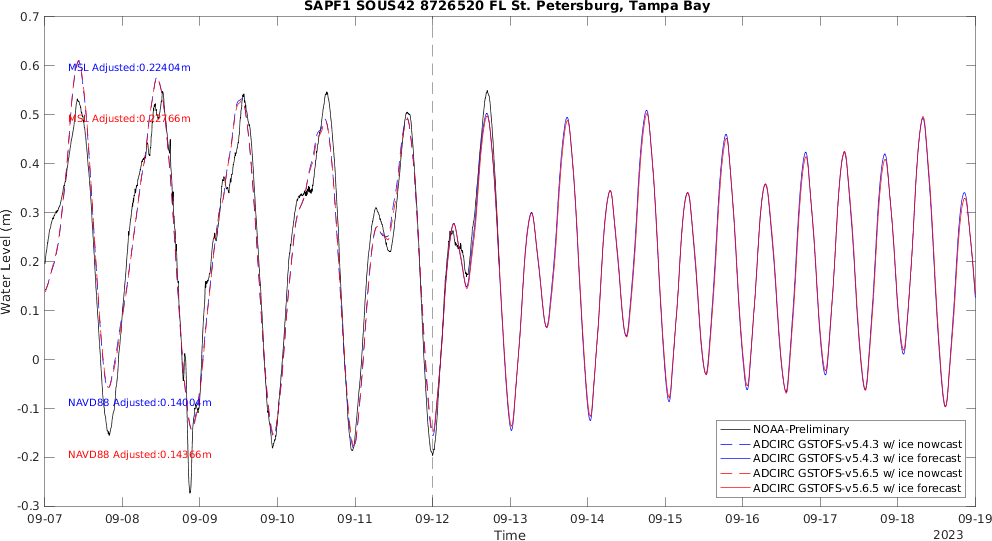 SAPF1 SOUS42 8726520 FL St. Petersburg, Tampa Bay
0.7
0.6
0.5
0.4
0.3
0.2
0.1
0
-0.1
-0.2
-0.3
Water Level (m)
MSL Adjusted:0.22404m
MSL Adjusted:0.22766m
NAVD88 Adjusted:0.14004m
NAVD88 Adjusted:0.14366m
NOAA-Preliminary
ADCIRC GSTOFS-v5.4.3 w/ ice nowcast
ADCIRC GSTOFS-v5.4.3 w/ ice forecast
ADCIRC GSTOFS-v5.6.5 w/ ice nowcast
ADCIRC GSTOFS-v5.6.5 w/ ice forecast
09-07 09-08 09-09 09-10 09-11 09-12 09-13 09-14 09-15 09-16 09-17 09-18 09-19
Time
2023